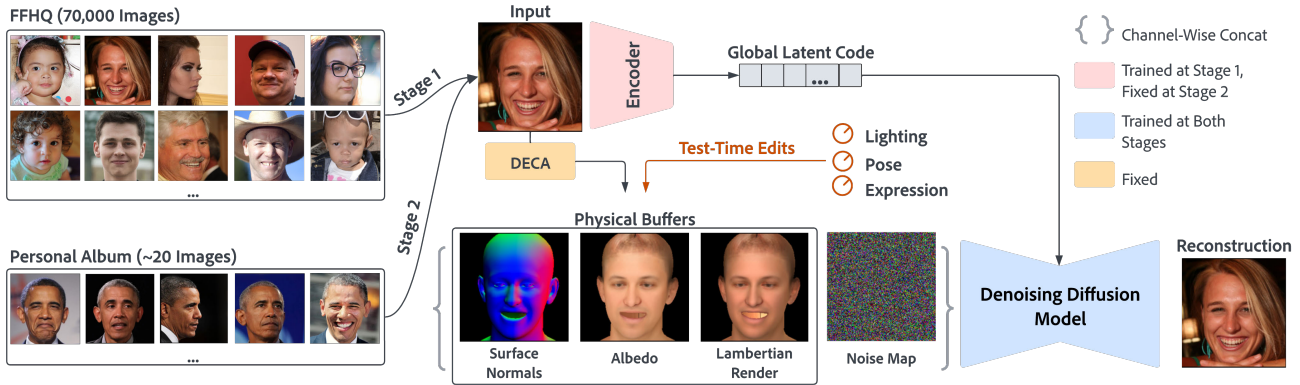 FFHQ (70,000 Images)
...
Stage 1
Personal Album (~20 Images)
...
Stage 2
Input
Encoder
DECA
Global Latent Code
...
Test-Time Edits
Lighting
Pose
Expression
Physical Buffers
Surface
Normals
Albedo
Lambertian
Render
Noise Map
Denoising Diffusion
Model
Reconstruction
{ } Channel-Wise Concat
Trained at Stage 1,
Fixed at Stage 2
Trained at Both
Stages
Fixed